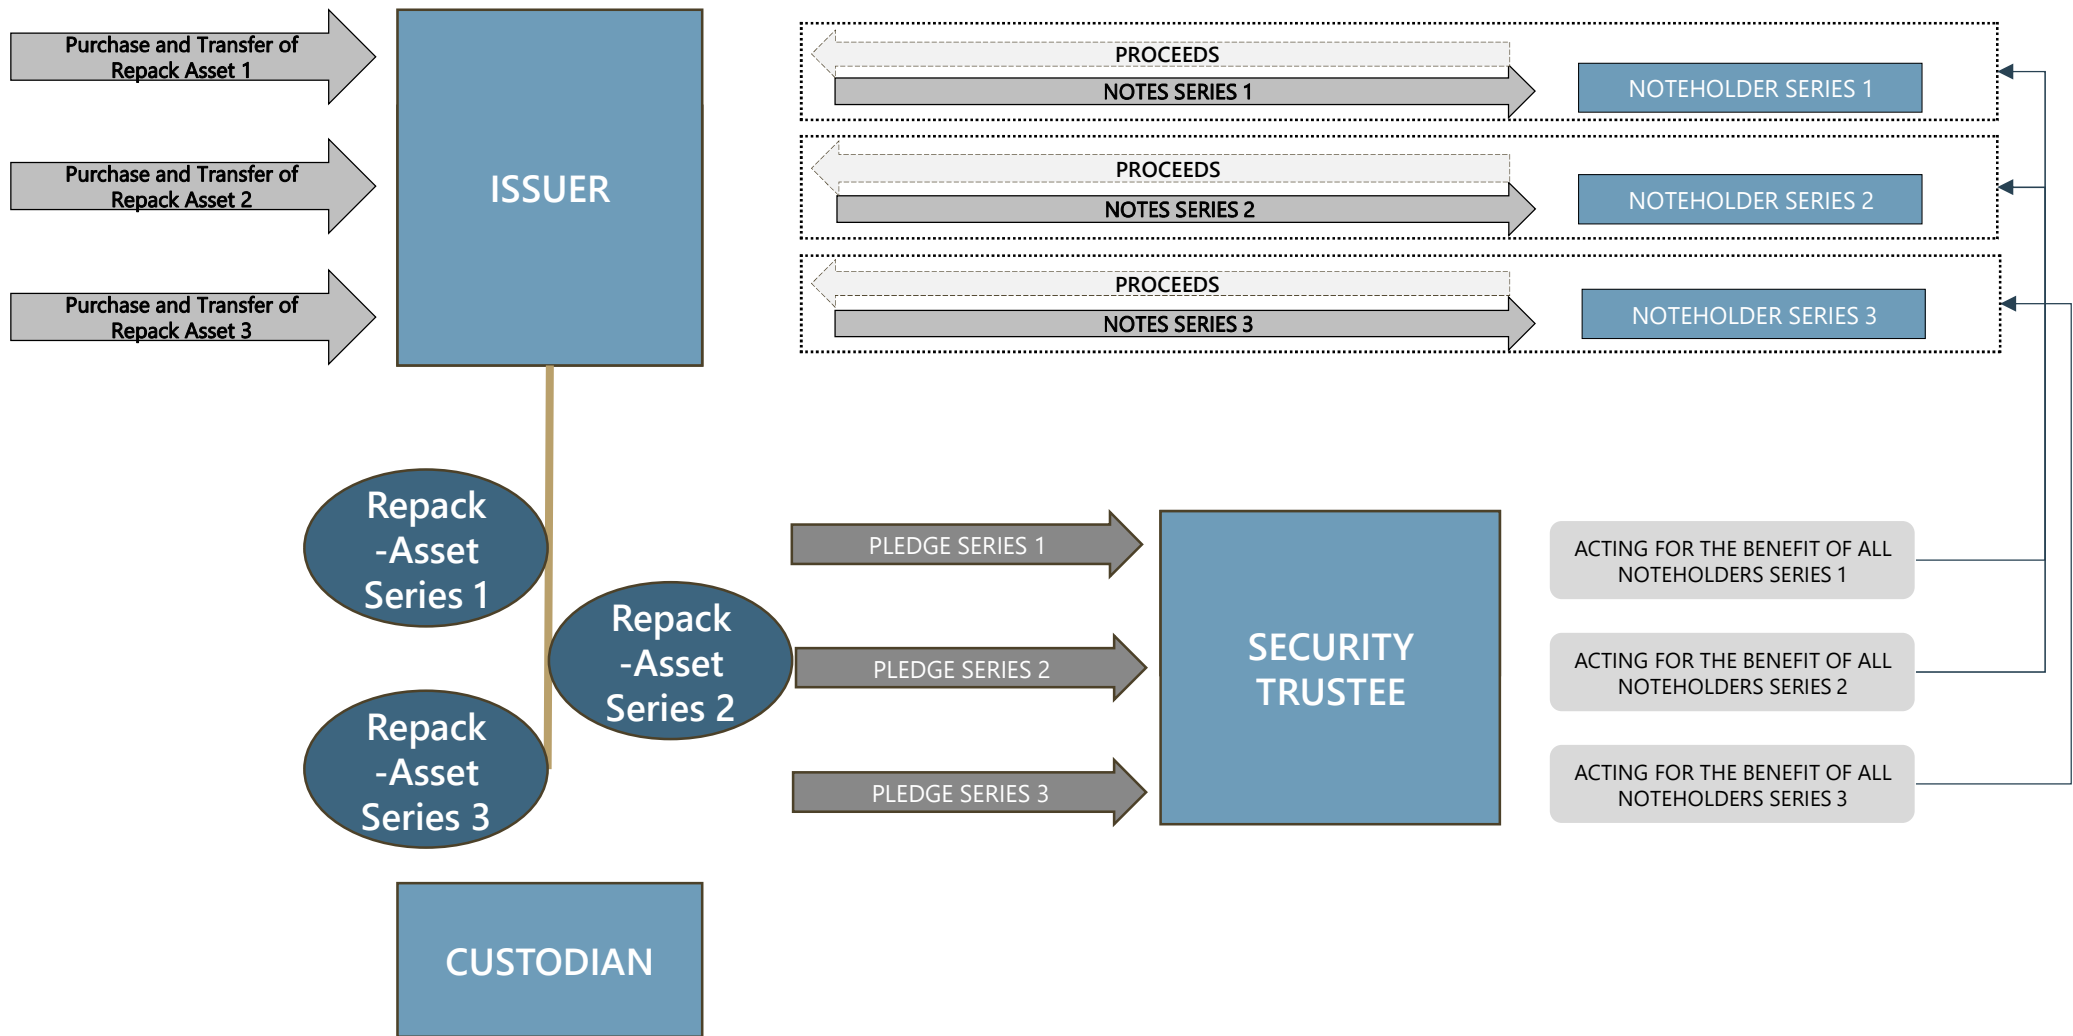 Purchase and Transfer of
Repack Asset 1
Purchase and Transfer of
Repack Asset 2
Purchase and Transfer of
Repack Asset 3
ISSUER
PROCEEDS
NOTES SERIES 1
NOTEHOLDER SERIES 1
PROCEEDS
NOTES SERIES 2
NOTEHOLDER SERIES 2
PROCEEDS
NOTES SERIES 3
NOTEHOLDER SERIES 3
Repack
-Asset
Series 1
Repack
-Asset
Series 2
Repack
-Asset
Series 3
PLEDGE SERIES 1
PLEDGE SERIES 2
PLEDGE SERIES 3
SECURITY
TRUSTEE
ACTING FOR THE BENEFIT OF ALL
NOTEHOLDERS SERIES 1
ACTING FOR THE BENEFIT OF ALL
NOTEHOLDERS SERIES 2
ACTING FOR THE BENEFIT OF ALL
NOTEHOLDERS SERIES 3
CUSTODIAN